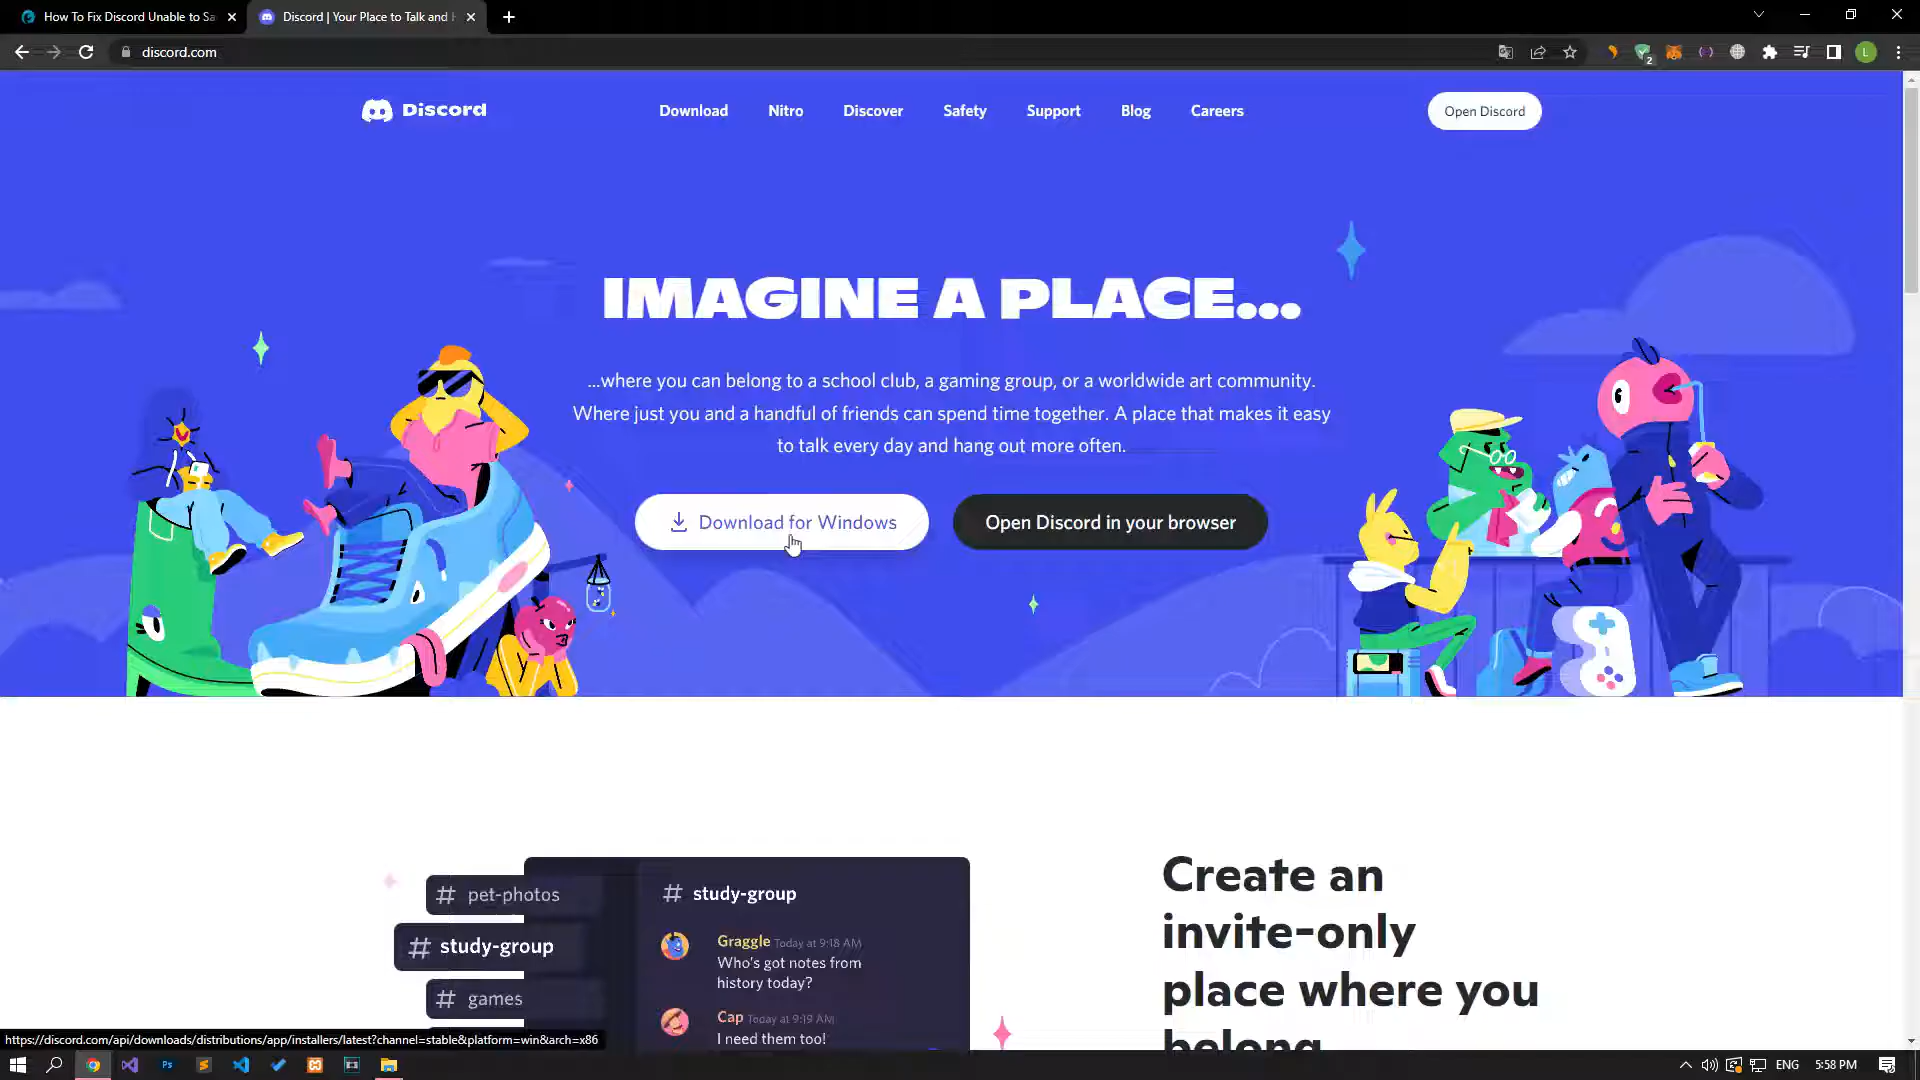 How To Fix Discord Unable to Sa
Discord | Your Place to Talk and H
discord.com
2
L
Discord
Download
Nitro
Discover
Safety
Support
Blog
Careers
Open Discord
IMAGINE A PLACE...
...where you can belong to a school club, a gaming group, or a worldwide art community.
Where just you and a handful of friends can spend time together. A place that makes it easy
to talk every day and hang out more often.
Download for Windows
Open Discord in your browser
# pet-photos
# study-group
# games
# study-group
Graggle Today at 9:18 AM
Who's got notes from
history today?
Cap Today at 9:19 AM
I need them too!
Create an
invite-only
place where you
belong
https://discord.com/api/downloads/distributions/app/installers/latest?channel=stable&platform=win&arch=x86
Ps
ENG
5:58 PM